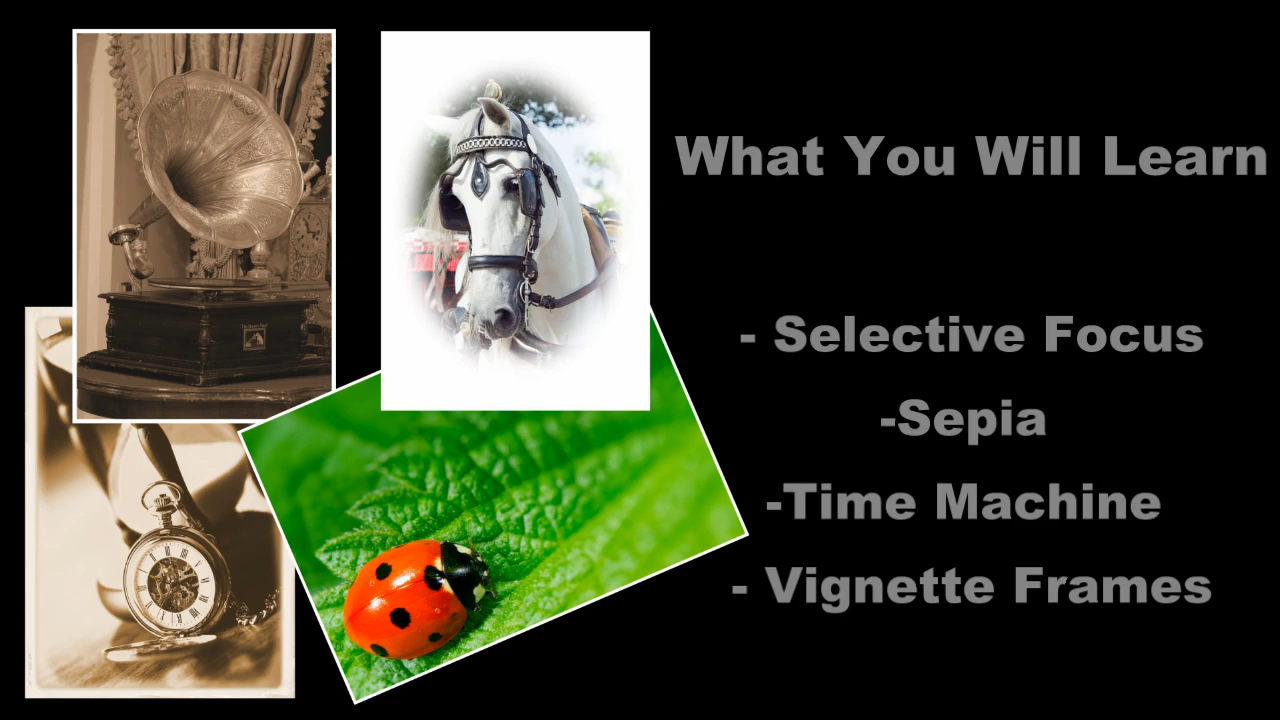 What You Will Learn
- Selective Focus
-Sepia
-Time Machine
- Vignette Frames